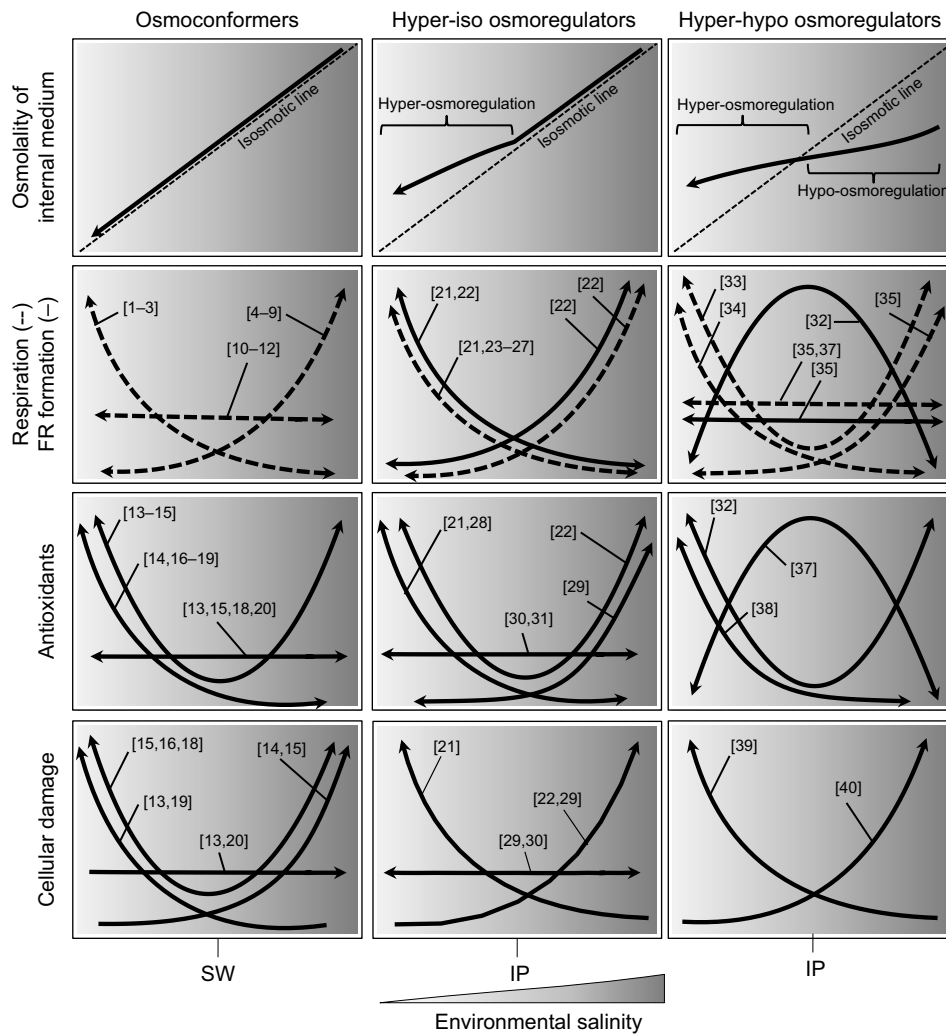 Osmoconformers
Hyper-iso osmoregulators
Hyper-hypo osmoregulators
Osmolality of
internal medium
Isosmotic line
Hyper-osmoregulation
Isosmotic line
Hyper-osmoregulation
Isosmotic line
Hypo-osmoregulation
Respiration (--)
FR formation (–)
[1–3]
[4–9]
[10–12]
[21,22]
[22]
[22]
[21,23–27]
[33]
[34]
[32]
[35]
[35,37]
[35]
Antioxidants
[13–15]
[14,16–19]
[13,15,18,20]
[21,28]
[22]
[29]
[30,31]
[32]
[37]
[38]
Cellular damage
[15,16,18]
[14,15]
[13,19]
[13,20]
[21]
[22,29]
[29,30]
[39]
[40]
SW
IP
IP
Environmental salinity